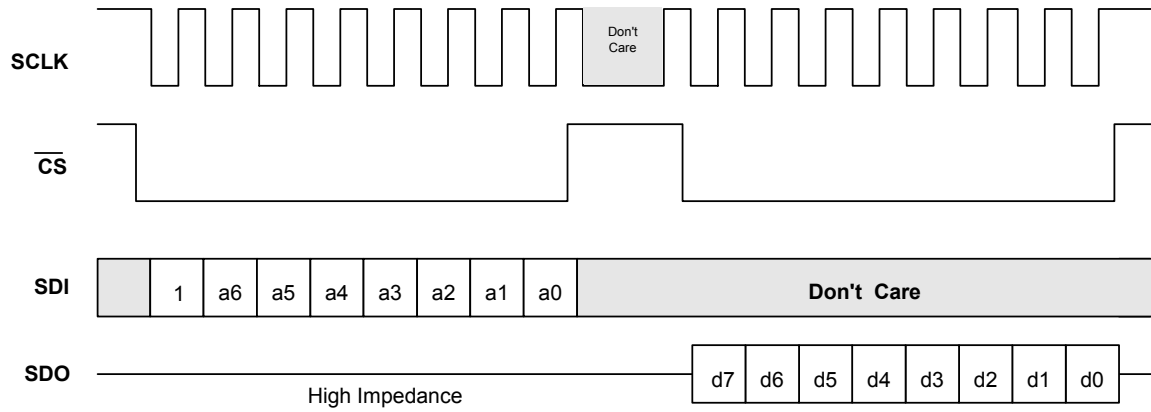 Don't
Care
SCLK
CS
SDI 1 a6 a5 a4 a3 a2 a1 a0 Don't Care
SDO d7 d6 d5 d4 d3 d2 d1 d0
High Impedance